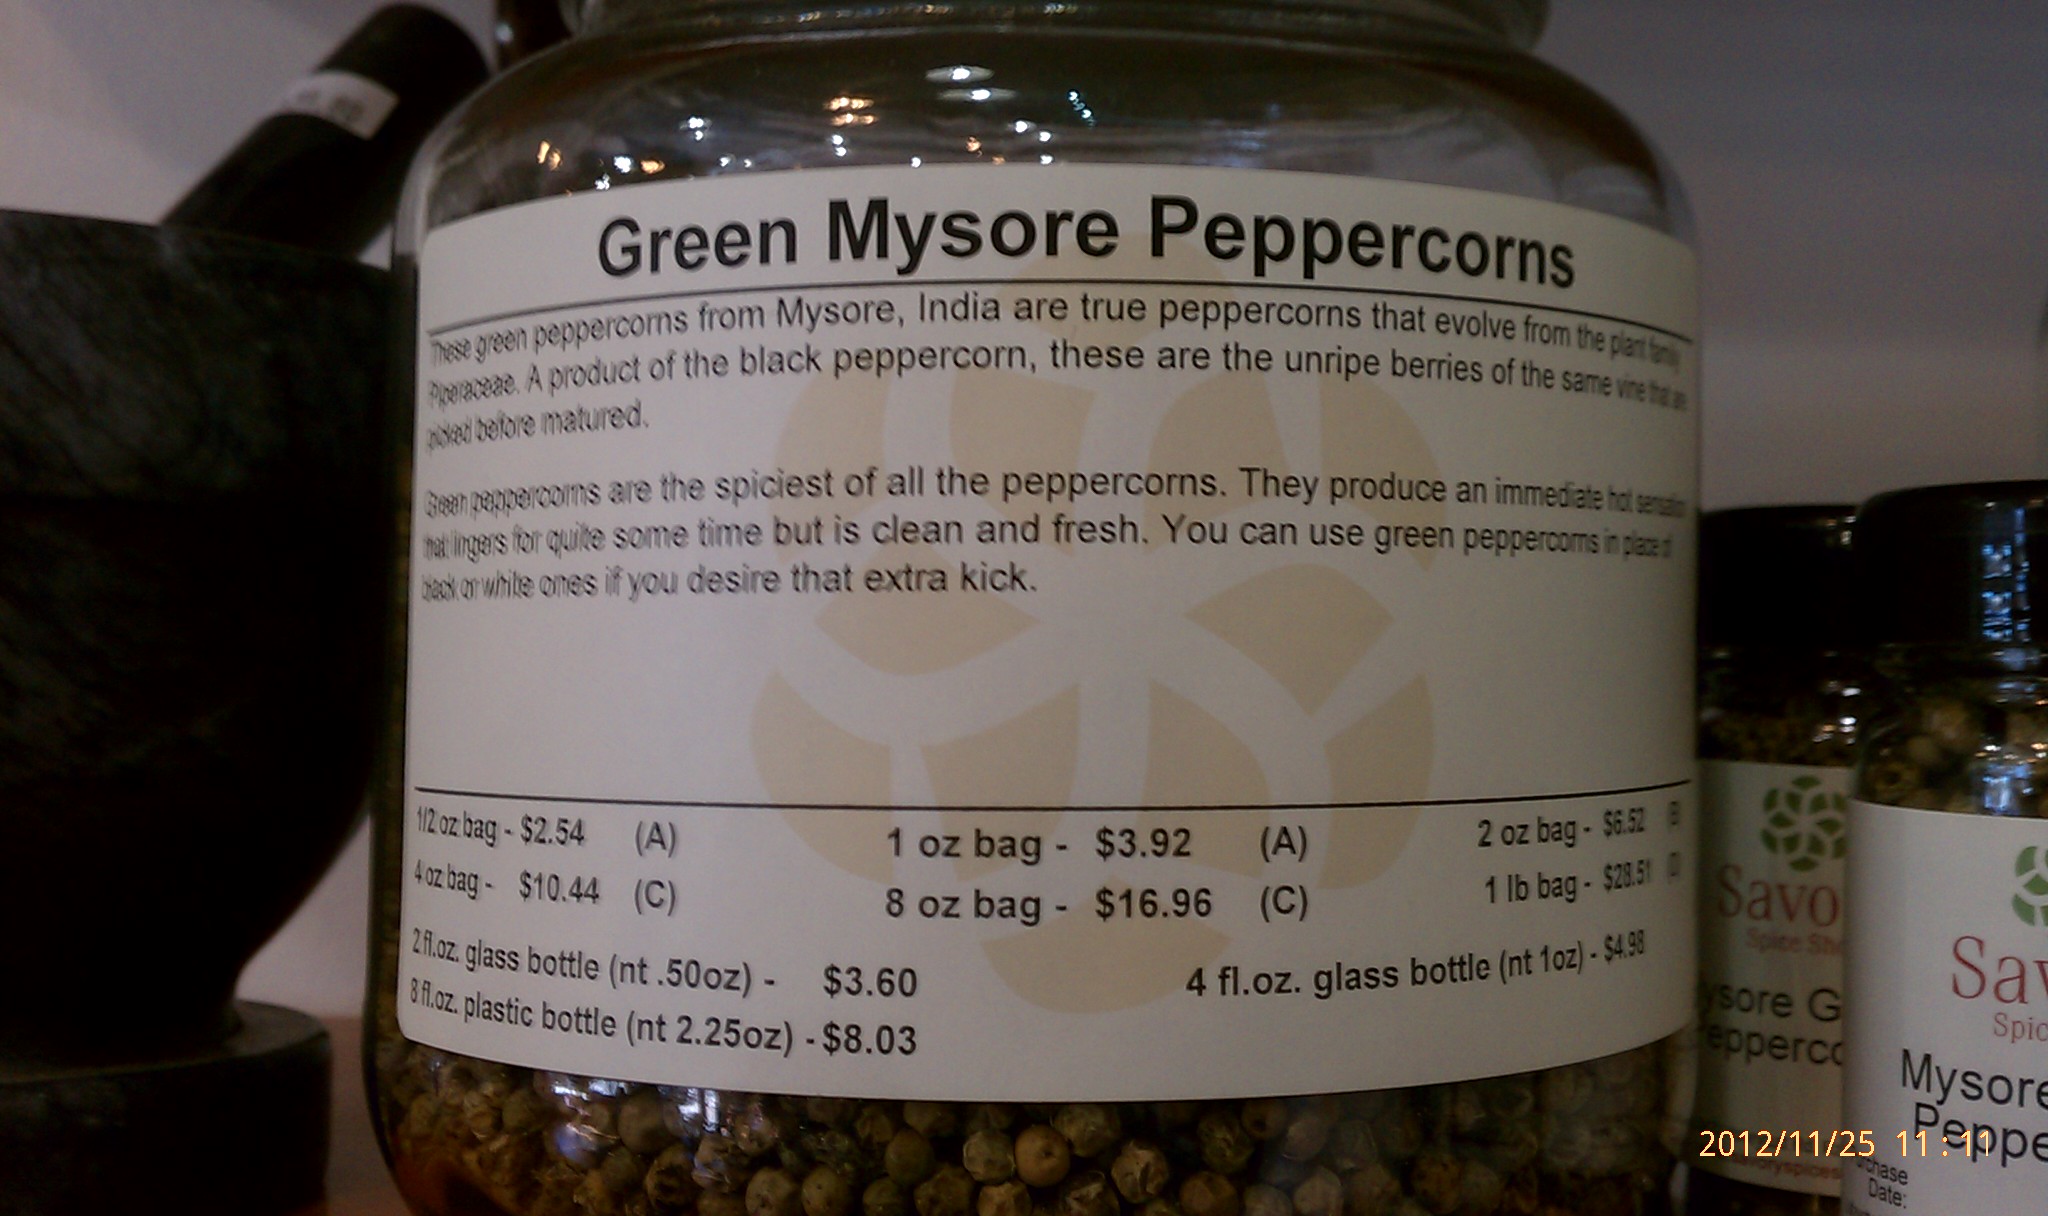 Green Mysore Peppercorns
These green peppercorns from Mysore, India are true peppercorns that evolve from the plant family
Piperaceae. A product of the black peppercorn, these are the unripe berries of the same vine that are
picked before matured.
Green peppercorns are the spiciest of all the peppercorns. They produce an immediate hot sensation
that lingers for quite some time but is clean and fresh. You can use green peppercorns in place of
black or white ones if you desire that extra kick.
1/2 oz bag - $2.54 (A) 1 oz bag - $3.92 (A) 2 oz bag - $6.52 (B)
4 oz bag - $10.44 (C) 8 oz bag - $16.96 (C) 1 lb bag - $28.51
2 fl.oz. glass bottle (nt .50oz) - $3.60 4 fl.oz. glass bottle (nt 1oz) - $4.98
8 fl.oz. plastic bottle (nt 2.25oz) - $8.03
Savo
Spice Sho
ysore G
epperco
Sav
Spic
Mysore
Peppe
chase
Date:
2012/11/25 11:11